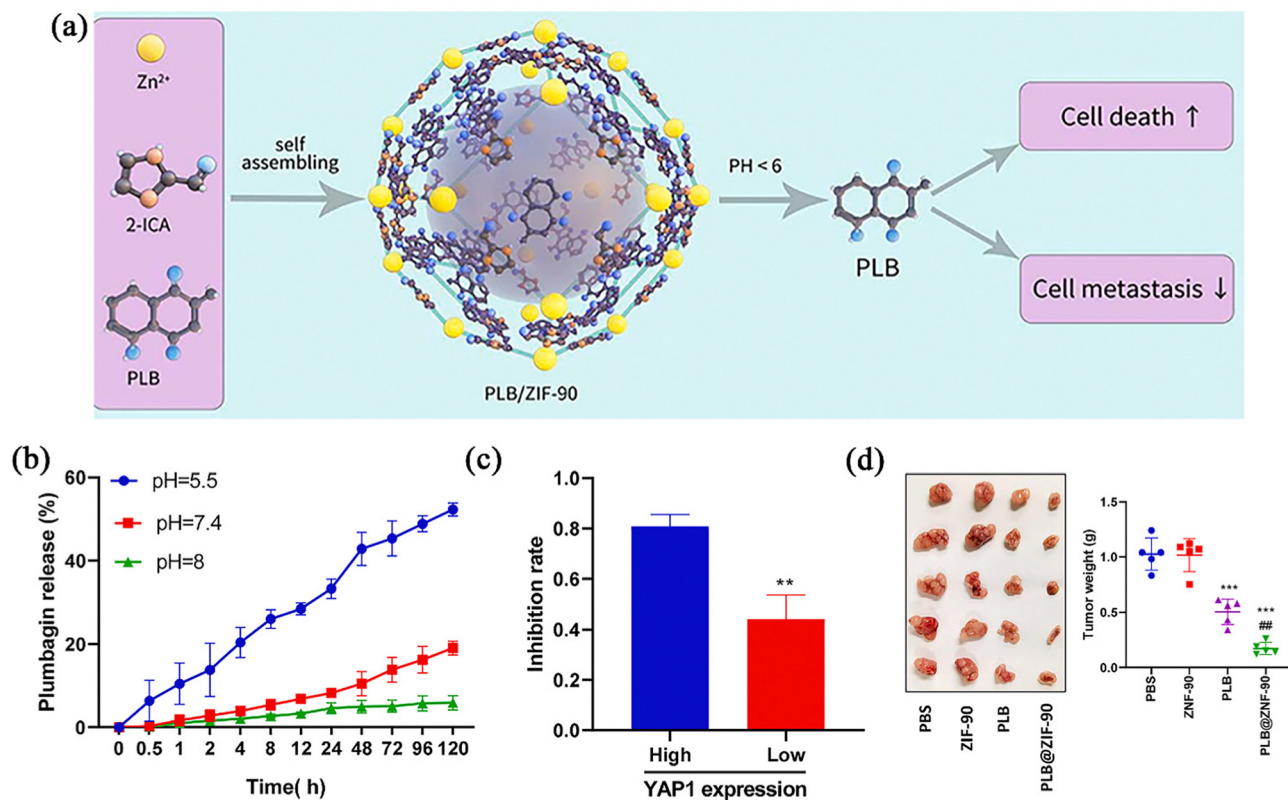 (a)
Zn²⁺
2-ICA
PLB
self
assembling
PLB/ZIF-90
PH < 6
PLB
Cell death ↑
Cell metastasis ↓
(b)
Plumbagin release (%)
60
40
20
0
pH=5.5
pH=7.4
pH=8
0 0.5 1 2 4 8 12 24 48 72 96 120
Time( h)
(c)
Inhibition rate
1.0
0.8
0.6
0.4
0.2
0.0
**
High Low
YAP1 expression
(d)
PBS
ZIF-90
PLB
PLB@ZIF-90
Tumor weight (g)
1.5
1.0
0.5
0.0
***
***
##
PBS
ZNF-90
PLB
PLB@ZNF-90